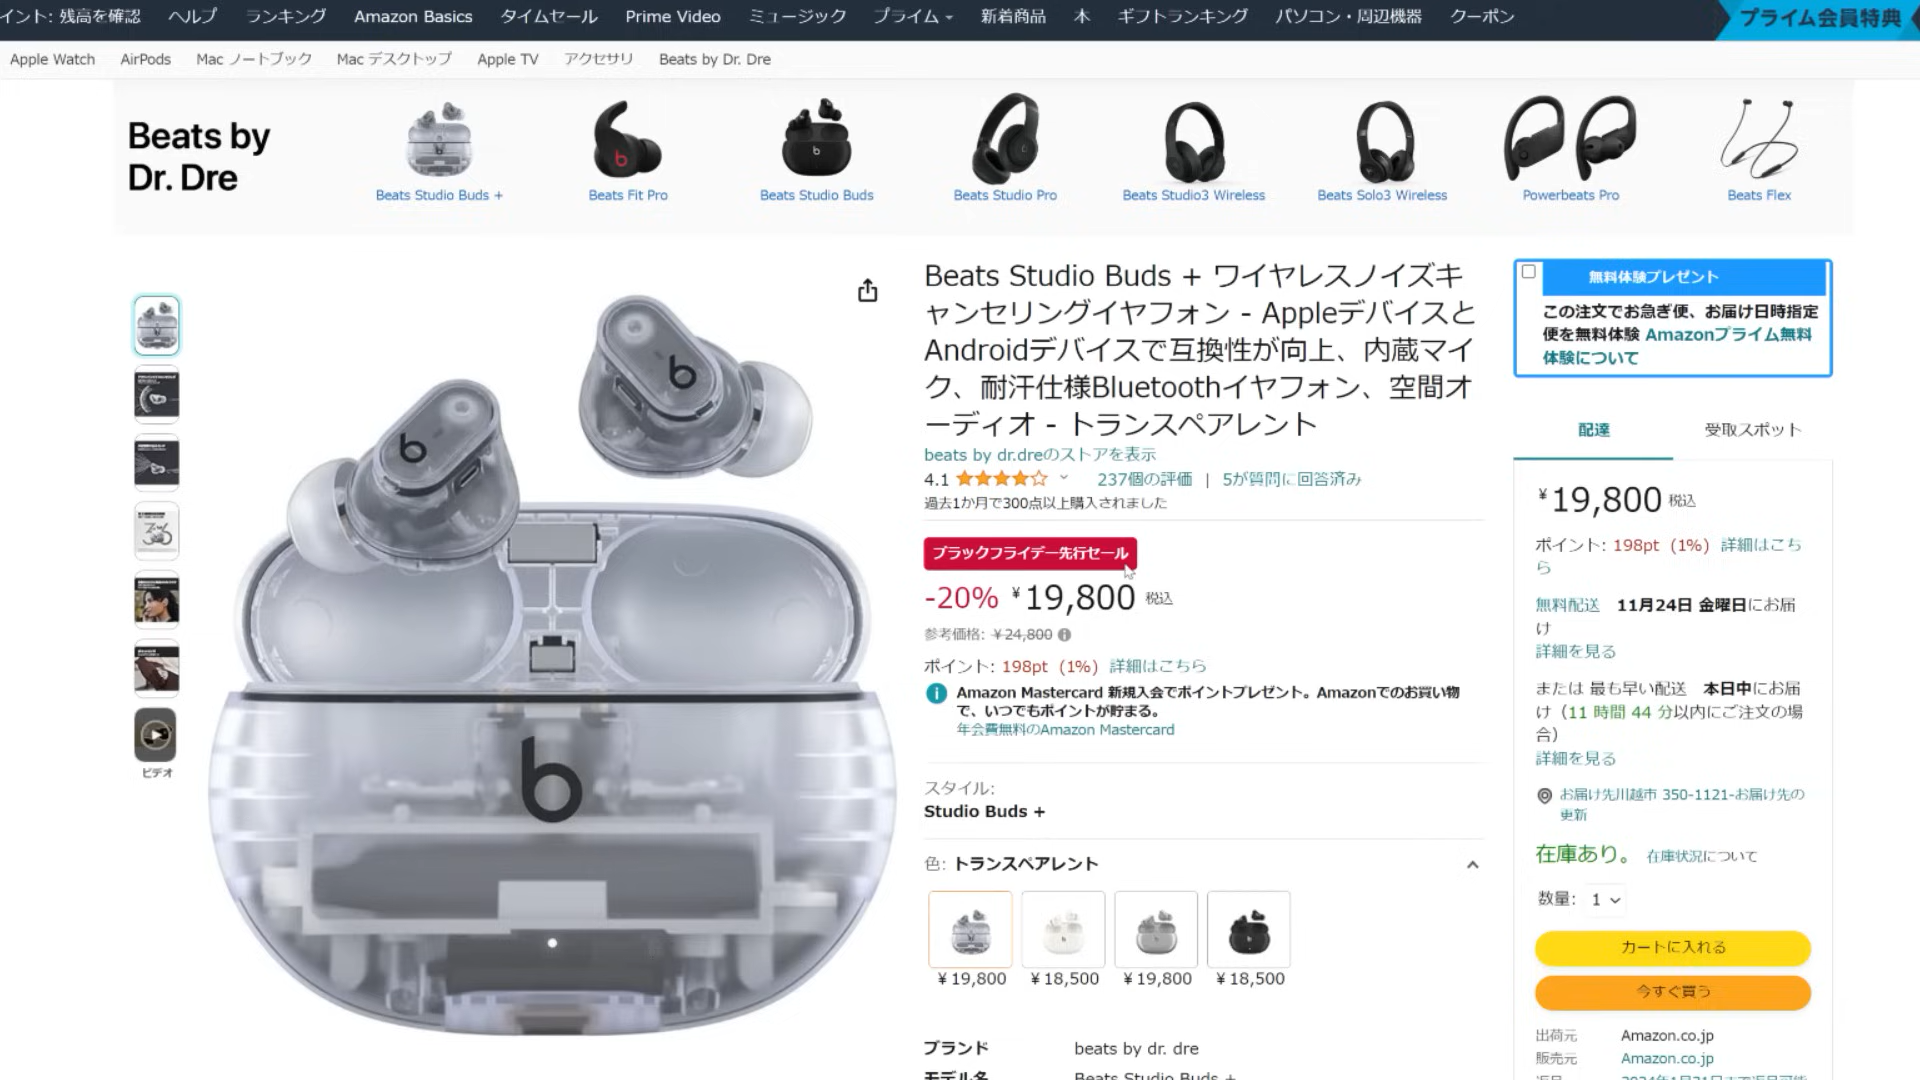 イント: 残高を確認 ヘルプ ランキング Amazon Basics タイムセール Prime Video ミュージック プライム 新着商品 本 ギフトランキング パソコン・周辺機器 クーポン プライム会員特典
Apple Watch AirPods Mac ノートブック Mac デスクトップ Apple TV アクセサリ Beats by Dr. Dre
Beats by
Dr. Dre
Beats Studio Buds + Beats Fit Pro Beats Studio Buds Beats Studio Pro Beats Studio3 Wireless Beats Solo3 Wireless Powerbeats Pro Beats Flex
ビデオ
Beats Studio Buds + ワイヤレスノイズキ
ャンセリングイヤフォン - Appleデバイスと
Androidデバイスで互換性が向上、内蔵マイ
ク、耐汗仕様Bluetoothイヤフォン、空間オ
ーディオ - トランスペアレント
beats by dr.dreのストアを表示
4.1 237個の評価 | 5が質問に回答済み
過去1か月で300点以上購入されました
ブラックフライデー先行セール
-20% ¥19,800 税込
参考価格: ¥24,800
ポイント: 198pt (1%) 詳細はこちら
Amazon Mastercard 新規入会でポイントプレゼント。Amazonでのお買い物
で、いつでもポイントが貯まる。
年会費無料のAmazon Mastercard
スタイル:
Studio Buds +
色: トランスペアレント
¥19,800 ¥18,500 ¥19,800 ¥18,500
ブランド beats by dr. dre
モデル名 Beats Studio Buds +
無料体験プレゼント
この注文でお急ぎ便、お届け日時指定
便を無料体験 Amazonプライム無料
体験について
配達 受取スポット
¥19,800 税込
ポイント: 198pt (1%) 詳細はこち
ら
無料配送 11月24日 金曜日にお届
け
詳細を見る
または 最も早い配送 本日中にお届
け（11 時間 44 分以内にご注文の場
合）
詳細を見る
お届け先川越市 350-1121-お届け先の
更新
在庫あり。 在庫状況について
数量: 1
カートに入れる
今すぐ買う
出荷元 Amazon.co.jp
販売元 Amazon.co.jp
返品 2024年1月31日まで返品可能